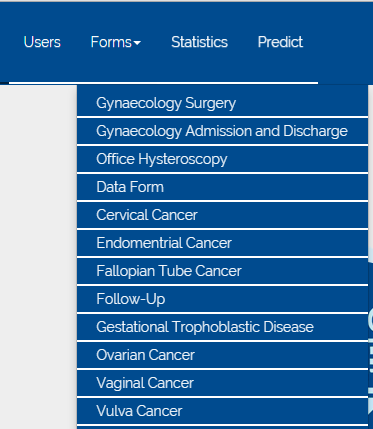 Users Forms Statistics Predict
Gynaecology Surgery
Gynaecology Admission and Discharge
Office Hysteroscopy
Data Form
Cervical Cancer
Endomentrial Cancer
Fallopian Tube Cancer
Follow-Up
Gestational Trophoblastic Disease
Ovarian Cancer
Vaginal Cancer
Vulva Cancer